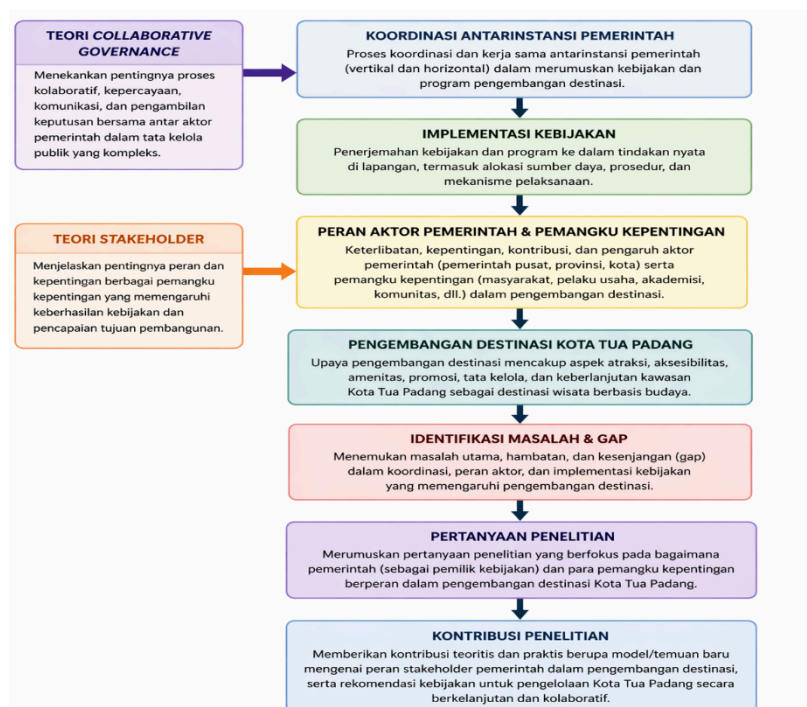 TEORI COLLABORATIVE
GOVERNANCE
Menekankan pentingnya proses
kolaboratif, kepercayaan,
komunikasi, dan pengambilan
keputusan bersama antar aktor
pemerintah dalam tata kelola
publik yang kompleks.
KOORDINASI ANTARINSTANSI PEMERINTAH
Proses koordinasi dan kerja sama antarinstansi pemerintah
(vertikal dan horizontal) dalam merumuskan kebijakan dan
program pengembangan destinasi.
IMPLEMENTASI KEBIJAKAN
Penerjemahan kebijakan dan program ke dalam tindakan nyata
di lapangan, termasuk alokasi sumber daya, prosedur, dan
mekanisme pelaksanaan.
TEORI STAKEHOLDER
Menjelaskan pentingnya peran dan
kepentingan berbagai pemangku
kepentingan yang memengaruhi
keberhasilan kebijakan dan
pencapaian tujuan pembangunan.
PERAN AKTOR PEMERINTAH & PEMANGKU KEPENTINGAN
Keterlibatan, kepentingan, kontribusi, dan pengaruh aktor
pemerintah (pemerintah pusat, provinsi, kota) serta
pemangku kepentingan (masyarakat, pelaku usaha, akademisi,
komunitas, dll.) dalam pengembangan destinasi.
PENGEMBANGAN DESTINASI KOTA TUA PADANG
Upaya pengembangan destinasi mencakup aspek atraksi, aksesibilitas,
amenitas, promosi, tata kelola, dan keberlanjutan kawasan
Kota Tua Padang sebagai destinasi wisata berbasis budaya.
IDENTIFIKASI MASALAH & GAP
Menemukan masalah utama, hambatan, dan kesenjangan (gap)
dalam koordinasi, peran aktor, dan implementasi kebijakan
yang memengaruhi pengembangan destinasi.
PERTANYAAN PENELITIAN
Merumuskan pertanyaan penelitian yang berfokus pada bagaimana
pemerintah (sebagai pemilik kebijakan) dan para pemangku kepentingan
berperan dalam pengembangan destinasi Kota Tua Padang.
KONTRIBUSI PENELITIAN
Memberikan kontribusi teoritis dan praktis berupa model/temuan baru
mengenai peran stakeholder pemerintah dalam pengembangan destinasi,
serta rekomendasi kebijakan untuk pengelolaan Kota Tua Padang secara
berkelanjutan dan kolaboratif.